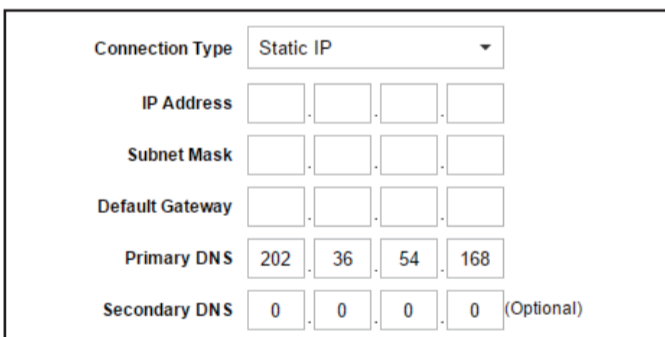 Connection Type Static IP
IP Address . . .
Subnet Mask . . .
Default Gateway . . .
Primary DNS 202 . 36 . 54 . 168
Secondary DNS 0 . 0 . 0 . 0 (Optional)